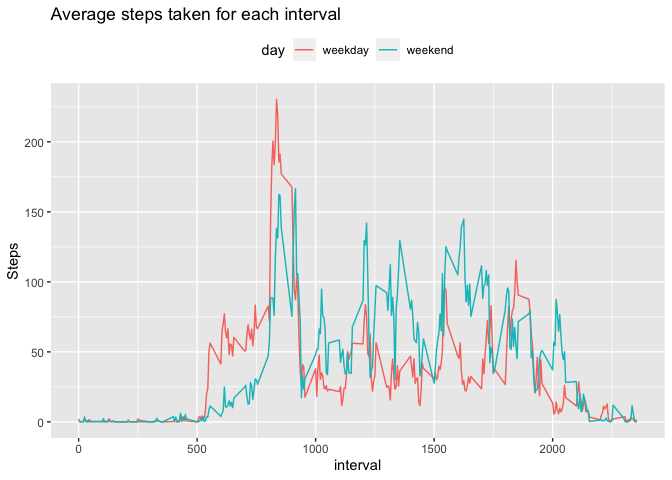 Average steps taken for each interval
day weekday weekend
200
150
100
50
0
Steps
0 500 1000 1500 2000
interval